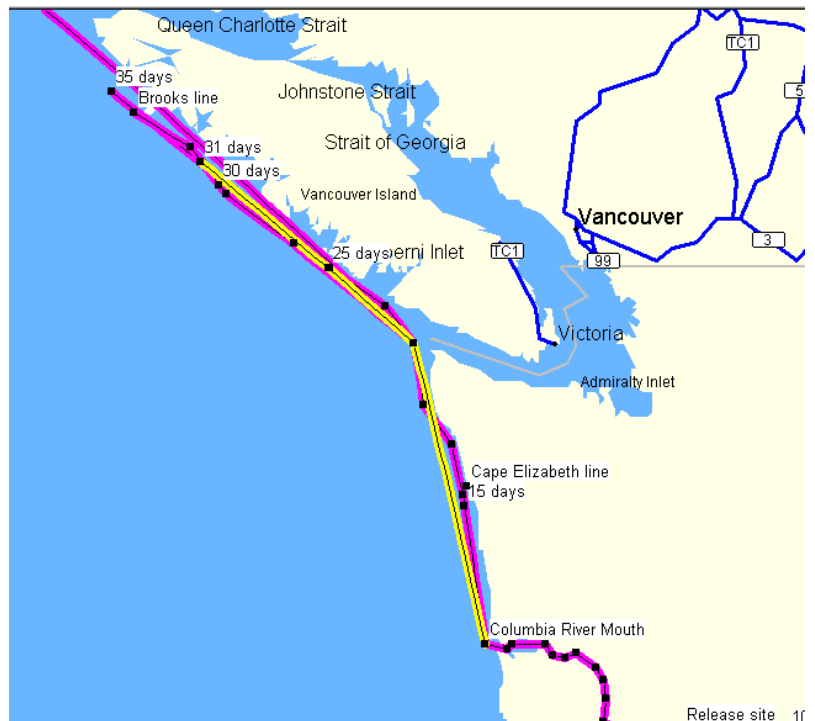 Queen Charlotte Strait
TC1
35 days
Johnstone Strait
5
Brooks line
Strait of Georgia
31 days
30 days
Vancouver Island
Vancouver
3
25 days
erni Inlet
TC1
99
Victoria
Admiralty Inlet
Cape Elizabeth line
15 days
Columbia River Mouth
Release site
10